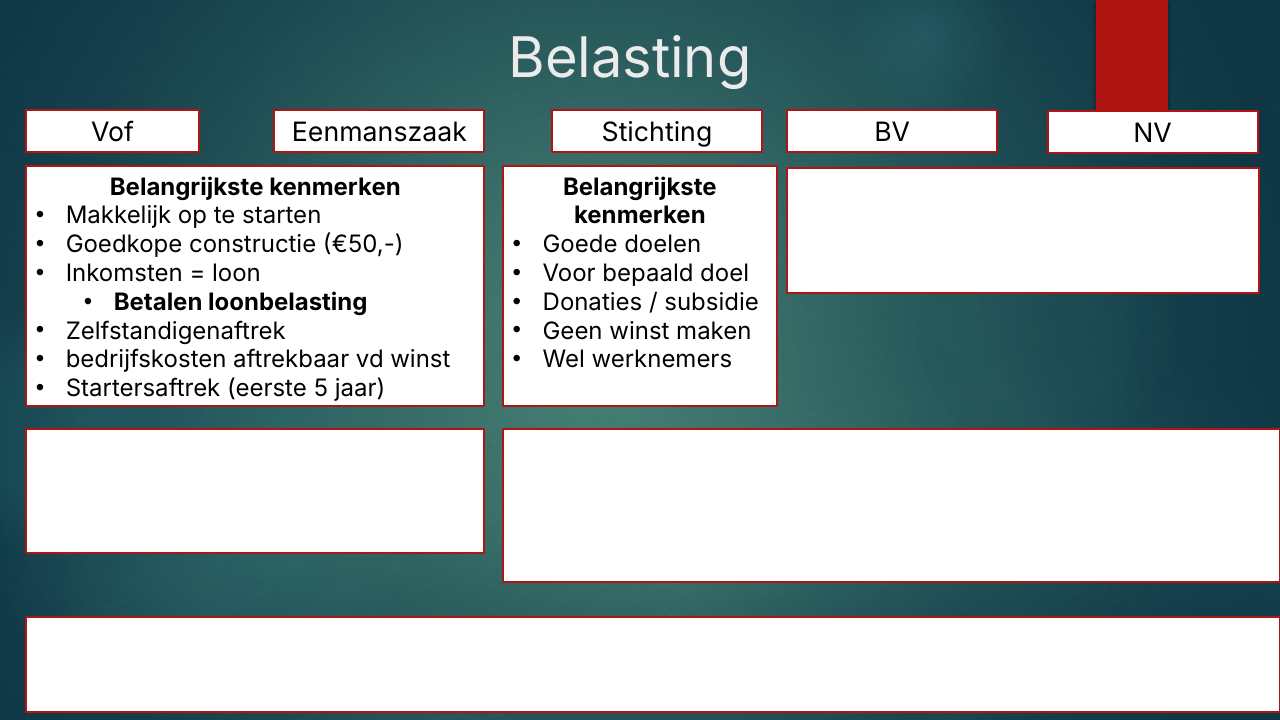 Belasting
Vof
Eenmanszaak
Stichting
BV
NV
Belangrijkste kenmerken
• Makkelijk op te starten
• Goedkope constructie (€50,-)
• Inkomsten = loon
• Betalen loonbelasting
• Zelfstandigenaftrek
• bedrijfskosten aftrekbaar vd winst
• Startersaftrek (eerste 5 jaar)
Belangrijkste
kenmerken
• Goede doelen
• Voor bepaald doel
• Donaties / subsidie
• Geen winst maken
• Wel werknemers